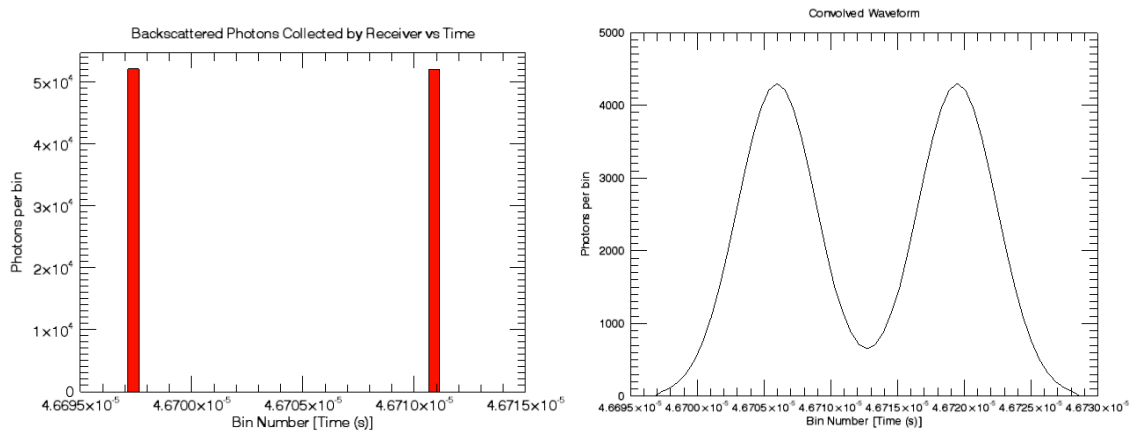 Backscattered Photons Collected by Receiver vs Time
Photons per bin
5×10⁴
4×10⁴
3×10⁴
2×10⁴
1×10⁴
0
4.6695×10⁻⁵ 4.6700×10⁻⁵ 4.6705×10⁻⁵ 4.6710×10⁻⁵ 4.6715×10⁻⁵
Bin Number [Time (s)]
Convolved Waveform
Photons per bin
5000
4000
3000
2000
1000
0
4.6695×10⁻⁵ 4.6700×10⁻⁵ 4.6705×10⁻⁵ 4.6710×10⁻⁵ 4.6715×10⁻⁵ 4.6720×10⁻⁵ 4.6725×10⁻⁵ 4.6730×10⁻⁵
Bin Number [Time (s)]